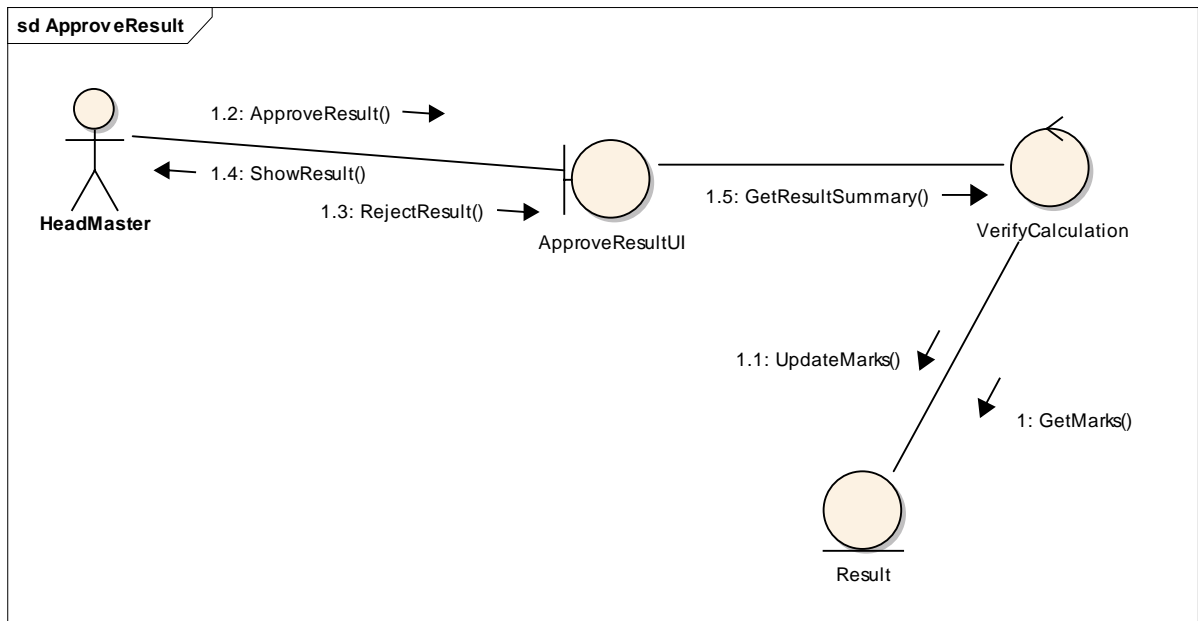 sd ApproveResult
1.2: ApproveResult()
1.4: ShowResult()
1.3: RejectResult()
HeadMaster
ApproveResultUI
1.5: GetResultSummary()
VerifyCalculation
1.1: UpdateMarks()
1: GetMarks()
Result